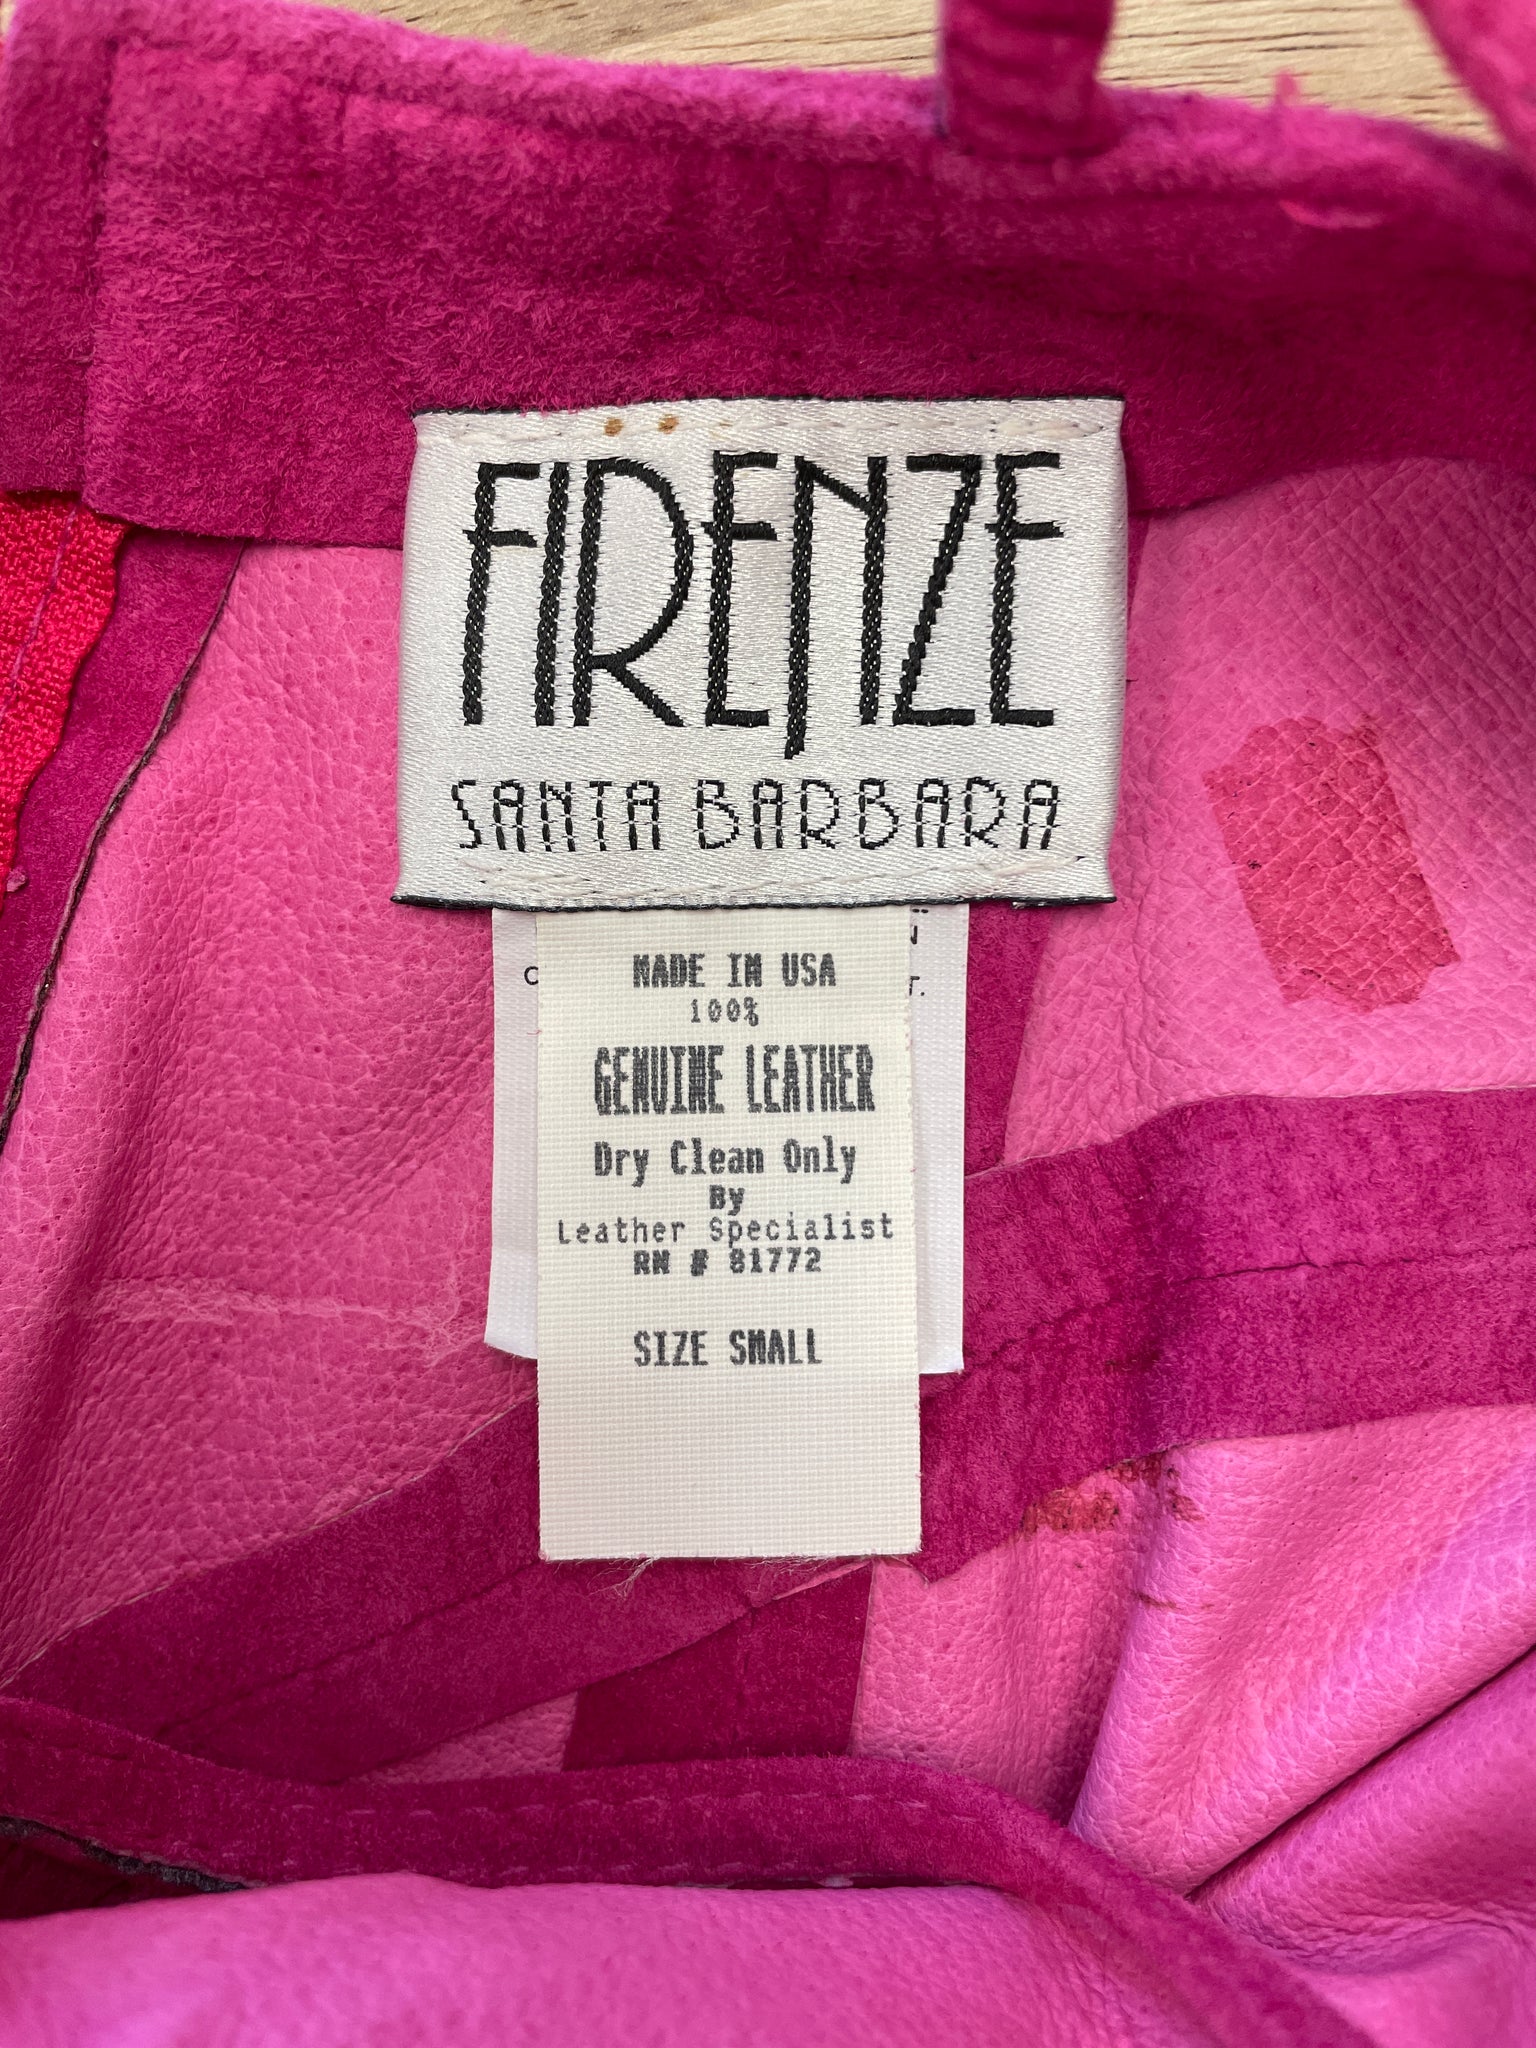 FIRENZE
SANTA BARBARA
MADE IN USA
100%
GENUINE LEATHER
Dry Clean Only
By
Leather Specialist
RN # 81772
SIZE SMALL